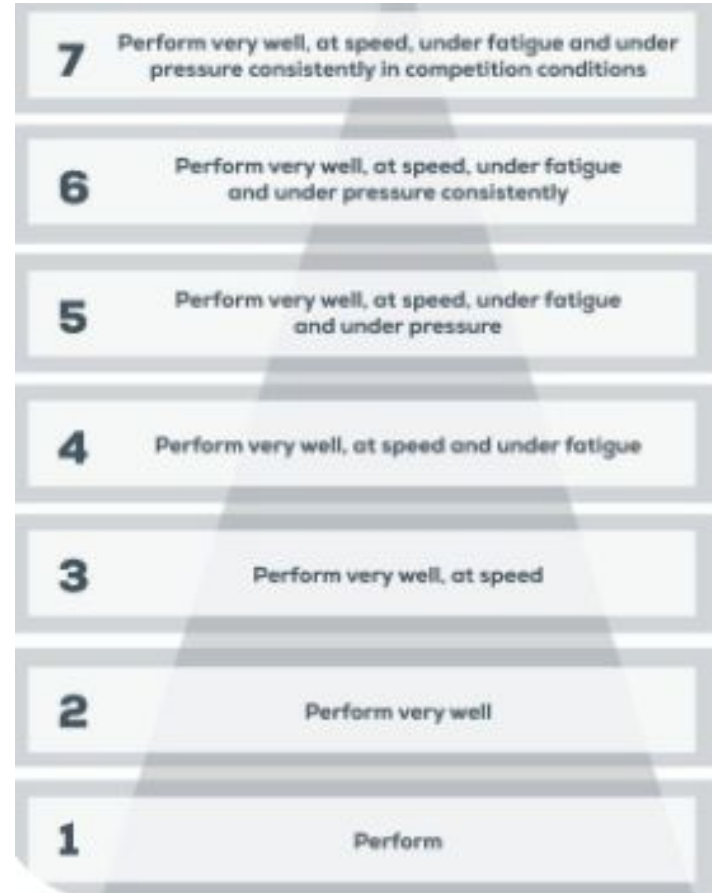 7
Perform very well, at speed, under fatigue and under
pressure consistently in competition conditions
6
Perform very well, at speed, under fatigue
and under pressure consistently
5
Perform very well, at speed, under fatigue
and under pressure
4
Perform very well, at speed and under fatigue
3
Perform very well, at speed
2
Perform very well
1
Perform